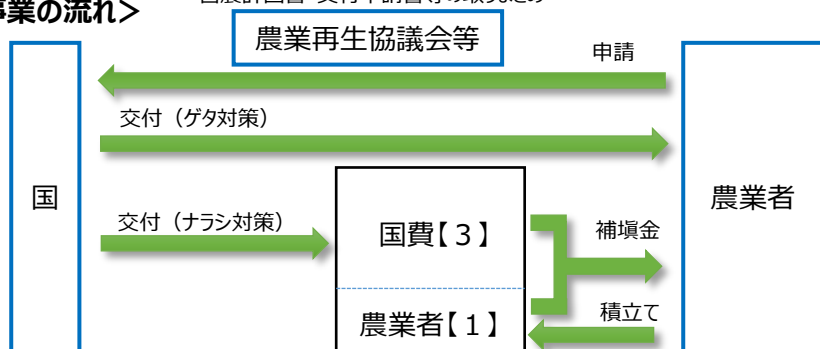 事業の流れ＞
農業再生協議会等
申請
交付（ゲタ対策）
国
農業者
交付（ナラシ対策）
国費【３】
補塡金
農業者【１】
積立て